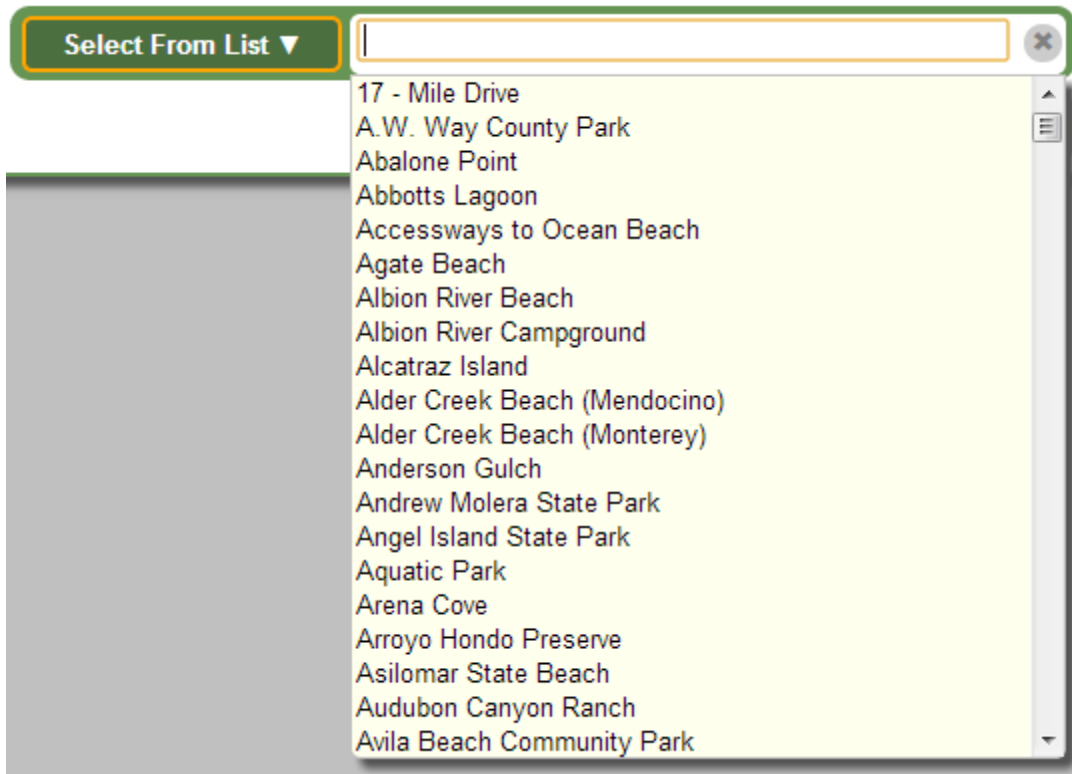 Select From List ▼
17 - Mile Drive
A.W. Way County Park
Abalone Point
Abbotts Lagoon
Accessways to Ocean Beach
Agate Beach
Albion River Beach
Albion River Campground
Alcatraz Island
Alder Creek Beach (Mendocino)
Alder Creek Beach (Monterey)
Anderson Gulch
Andrew Molera State Park
Angel Island State Park
Aquatic Park
Arena Cove
Arroyo Hondo Preserve
Asilomar State Beach
Audubon Canyon Ranch
Avila Beach Community Park